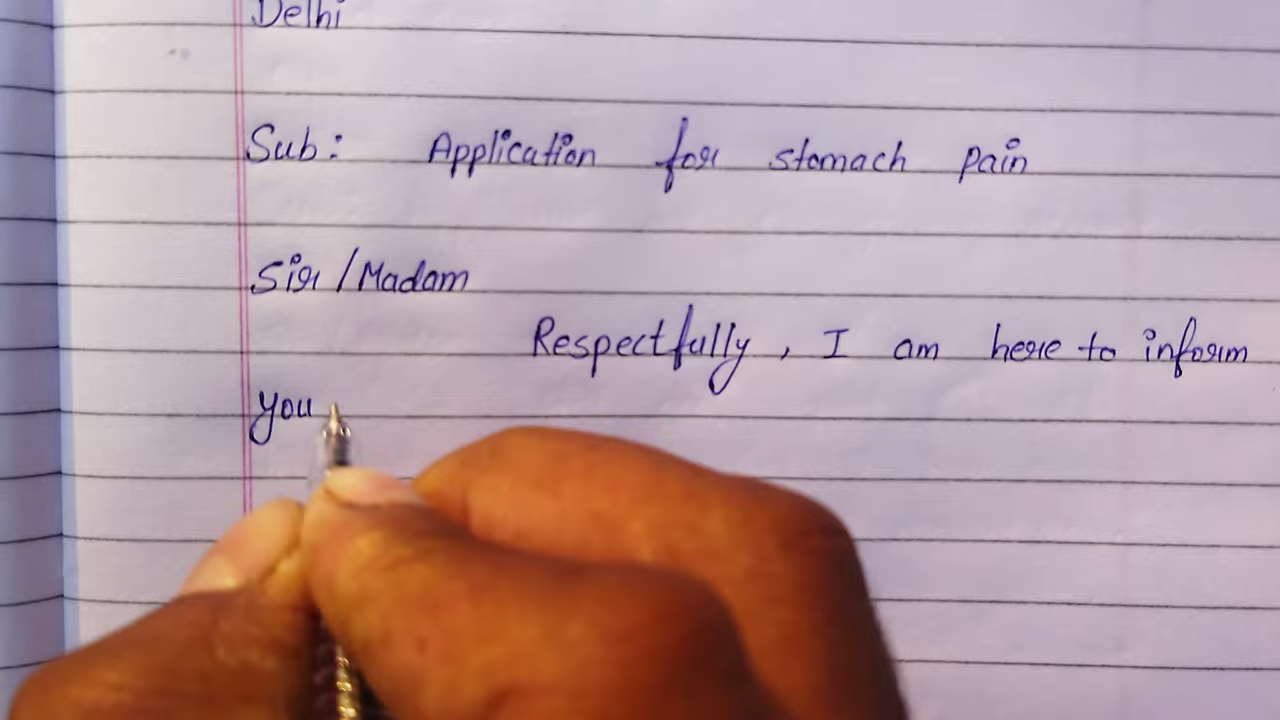 Delhi
Sub: Application for stomach pain
Sir/Madam
Respectfully, I am here to inform
you